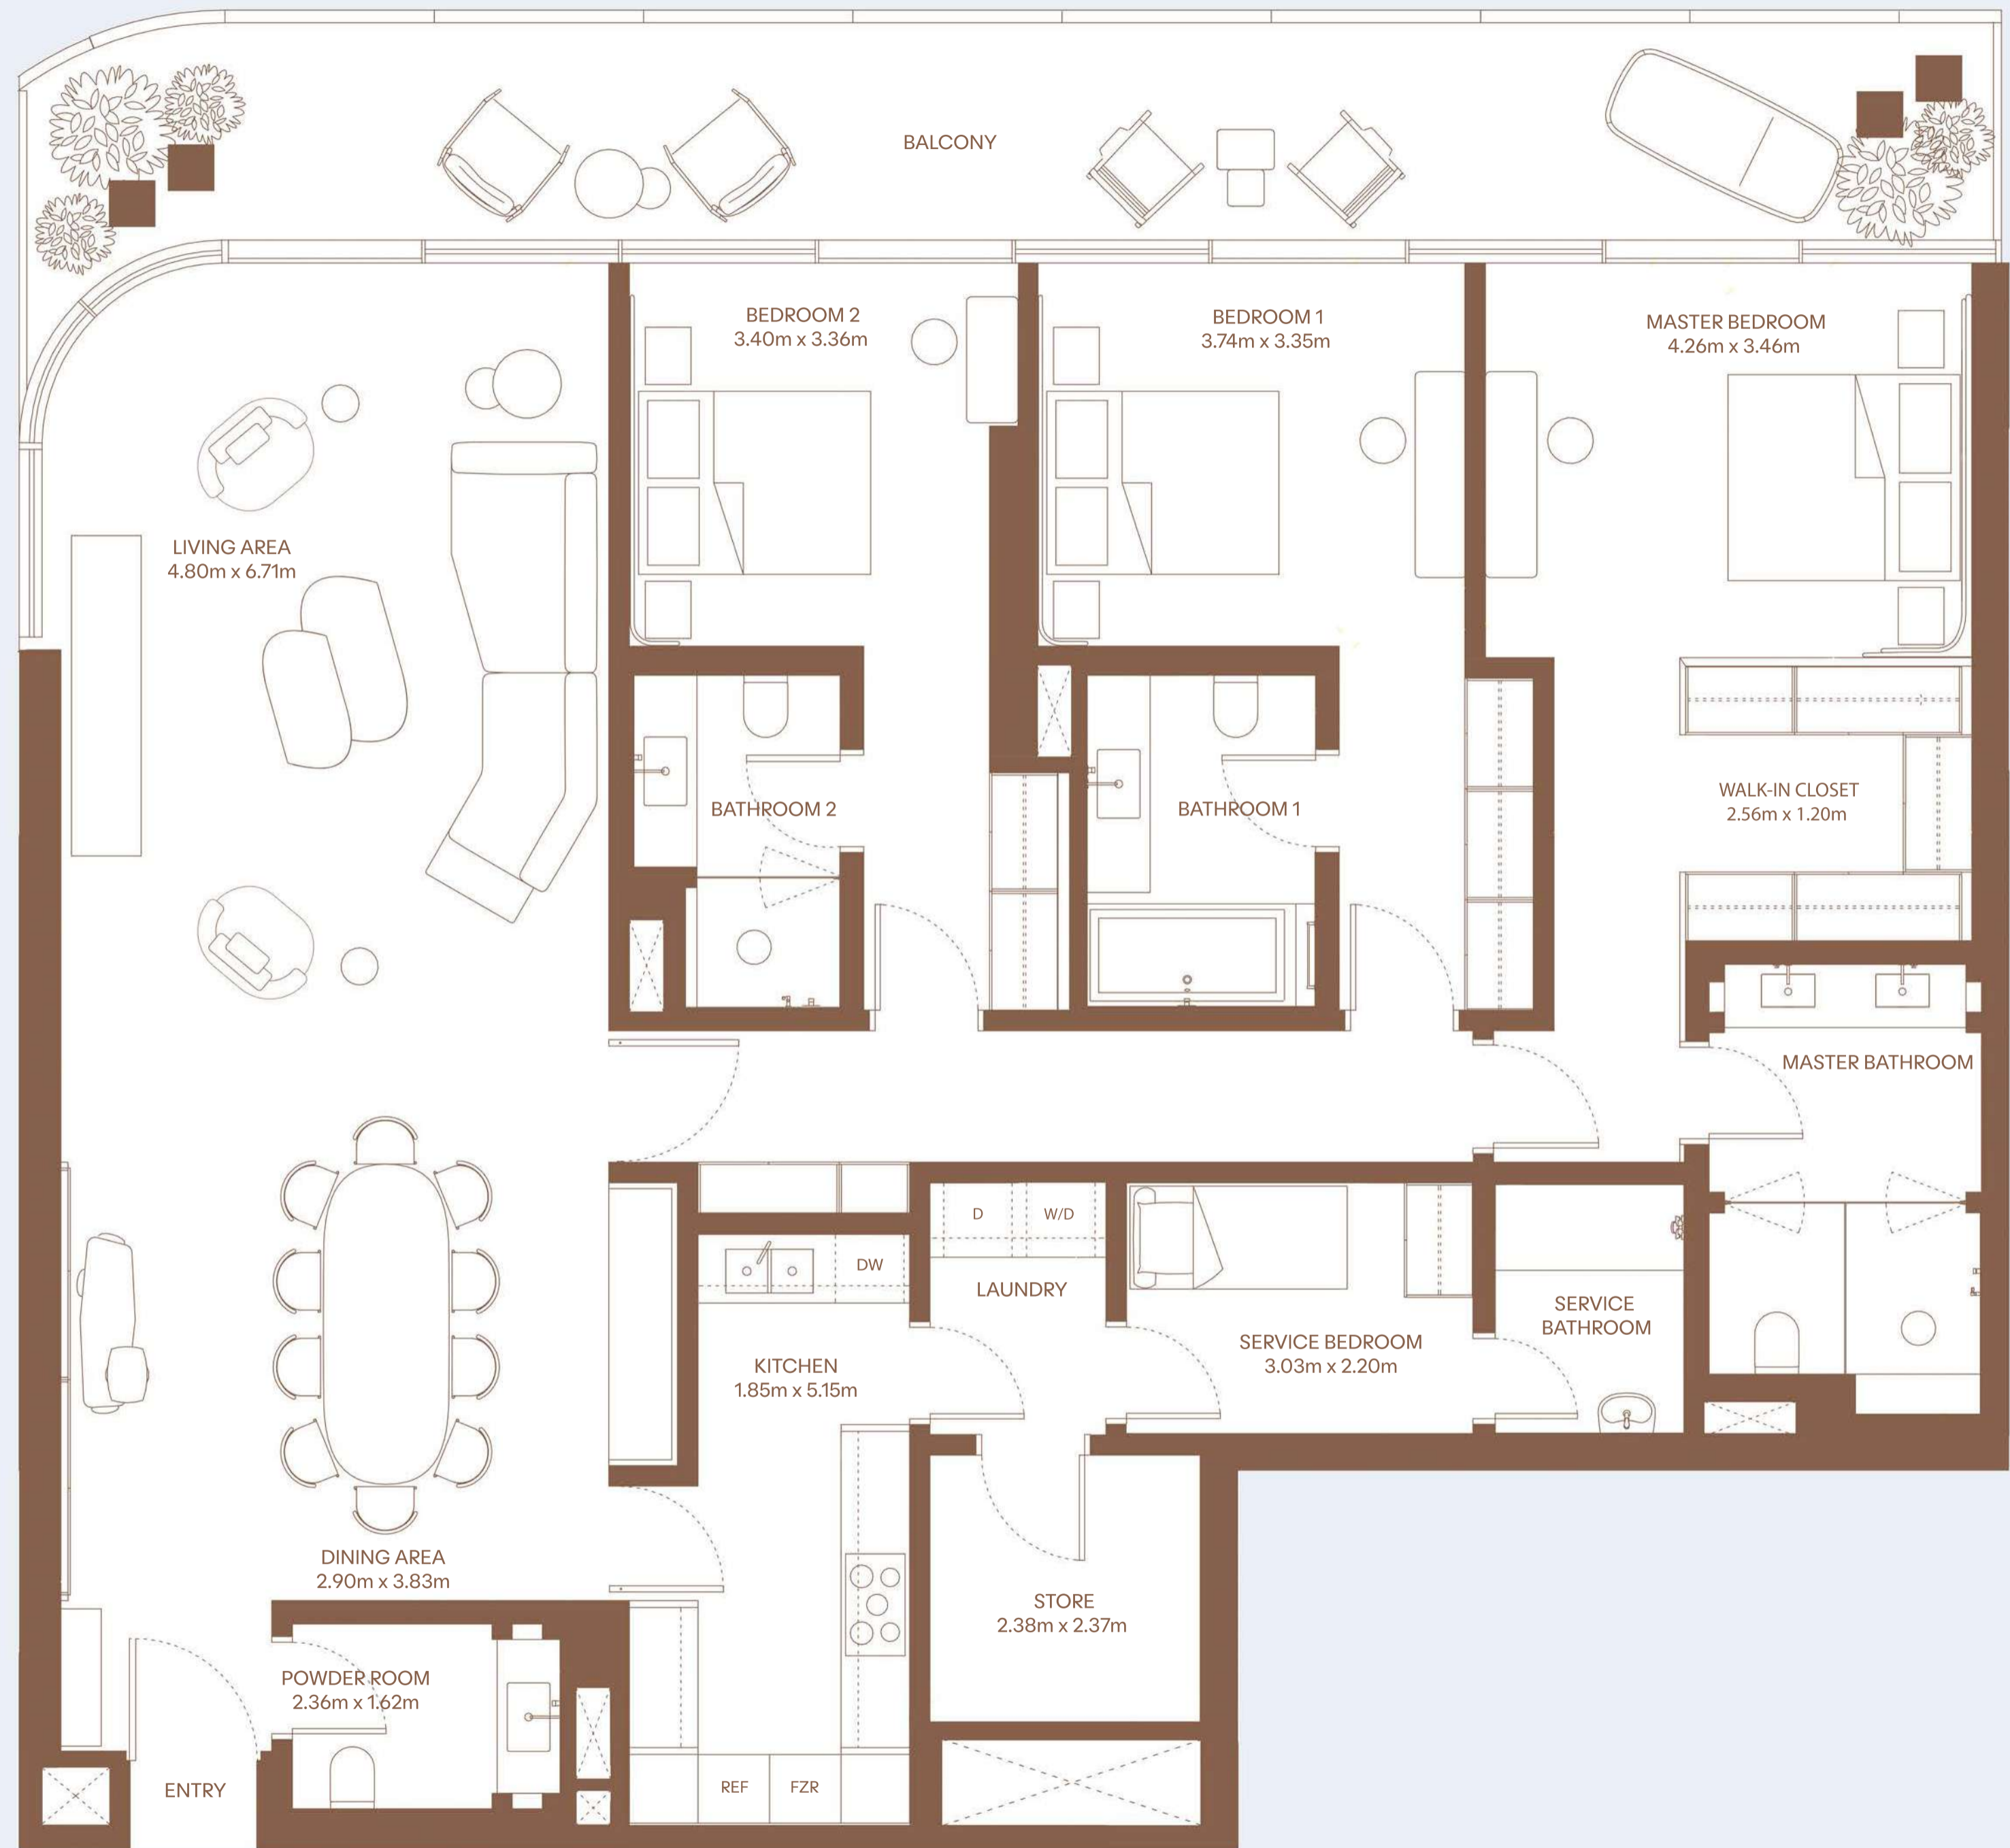 BALCONY
BEDROOM 2
3.40m x 3.36m
BEDROOM 1
3.74m x 3.35m
MASTER BEDROOM
4.26m x 3.46m
LIVING AREA
4.80m x 6.71m
BATHROOM 2
BATHROOM 1
WALK-IN CLOSET
2.56m x 1.20m
MASTER BATHROOM
D
W/D
DW
LAUNDRY
SERVICE
BATHROOM
SERVICE BEDROOM
3.03m x 2.20m
KITCHEN
1.85m x 5.15m
DINING AREA
2.90m x 3.83m
STORE
2.38m x 2.37m
POWDER ROOM
2.36m x 1.62m
ENTRY
REF
FZR